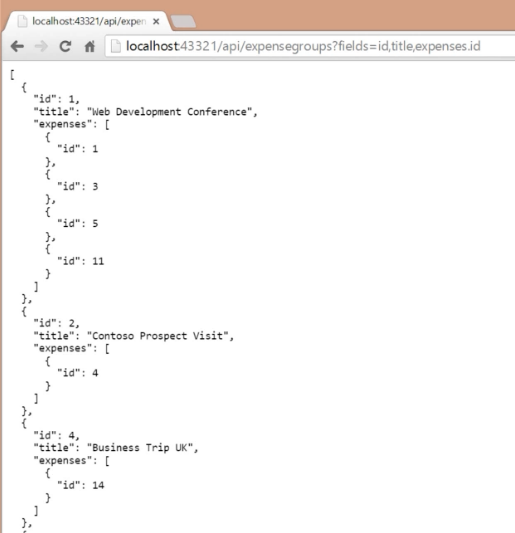 localhost:43321/api/expen
localhost:43321/api/expensegroups?fields=id,title,expenses.id
[
  {
    "id": 1,
    "title": "Web Development Conference",
    "expenses": [
      {
        "id": 1
      },
      {
        "id": 3
      },
      {
        "id": 5
      },
      {
        "id": 11
      }
    ]
  },
  {
    "id": 2,
    "title": "Contoso Prospect Visit",
    "expenses": [
      {
        "id": 4
      }
    ]
  },
  {
    "id": 4,
    "title": "Business Trip UK",
    "expenses": [
      {
        "id": 14
      }
    ]
  },